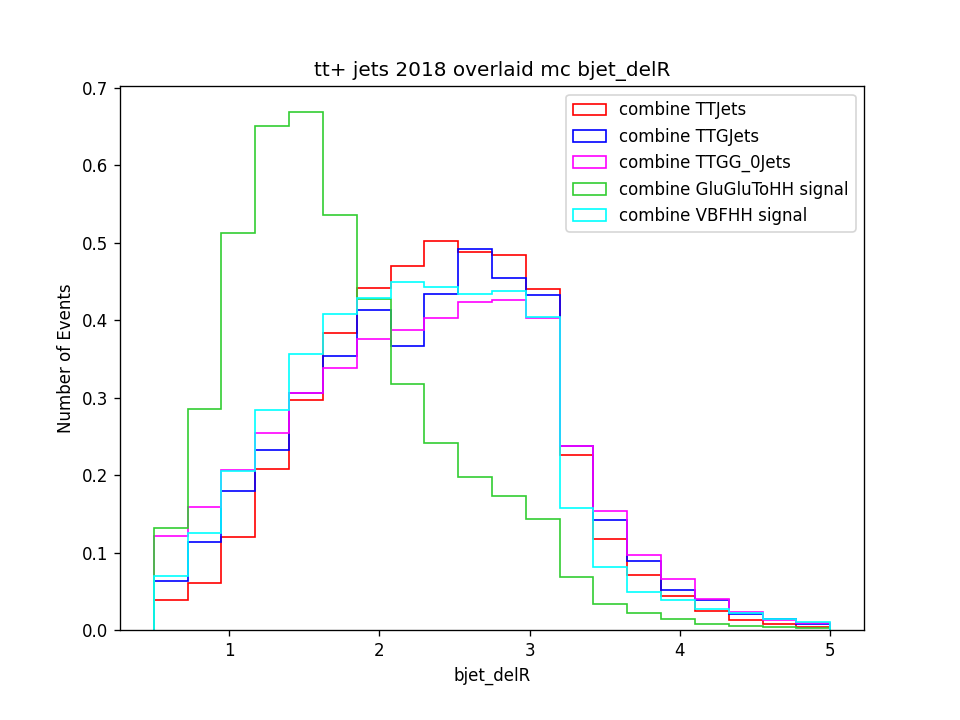 tt+ jets 2018 overlaid mc bjet_delR
combine TTJets
combine TTGJets
combine TTGG_0Jets
combine GluGluToHH signal
combine VBFHH signal
Number of Events
0.7
0.6
0.5
0.4
0.3
0.2
0.1
0.0
1 2 3 4 5
bjet_delR